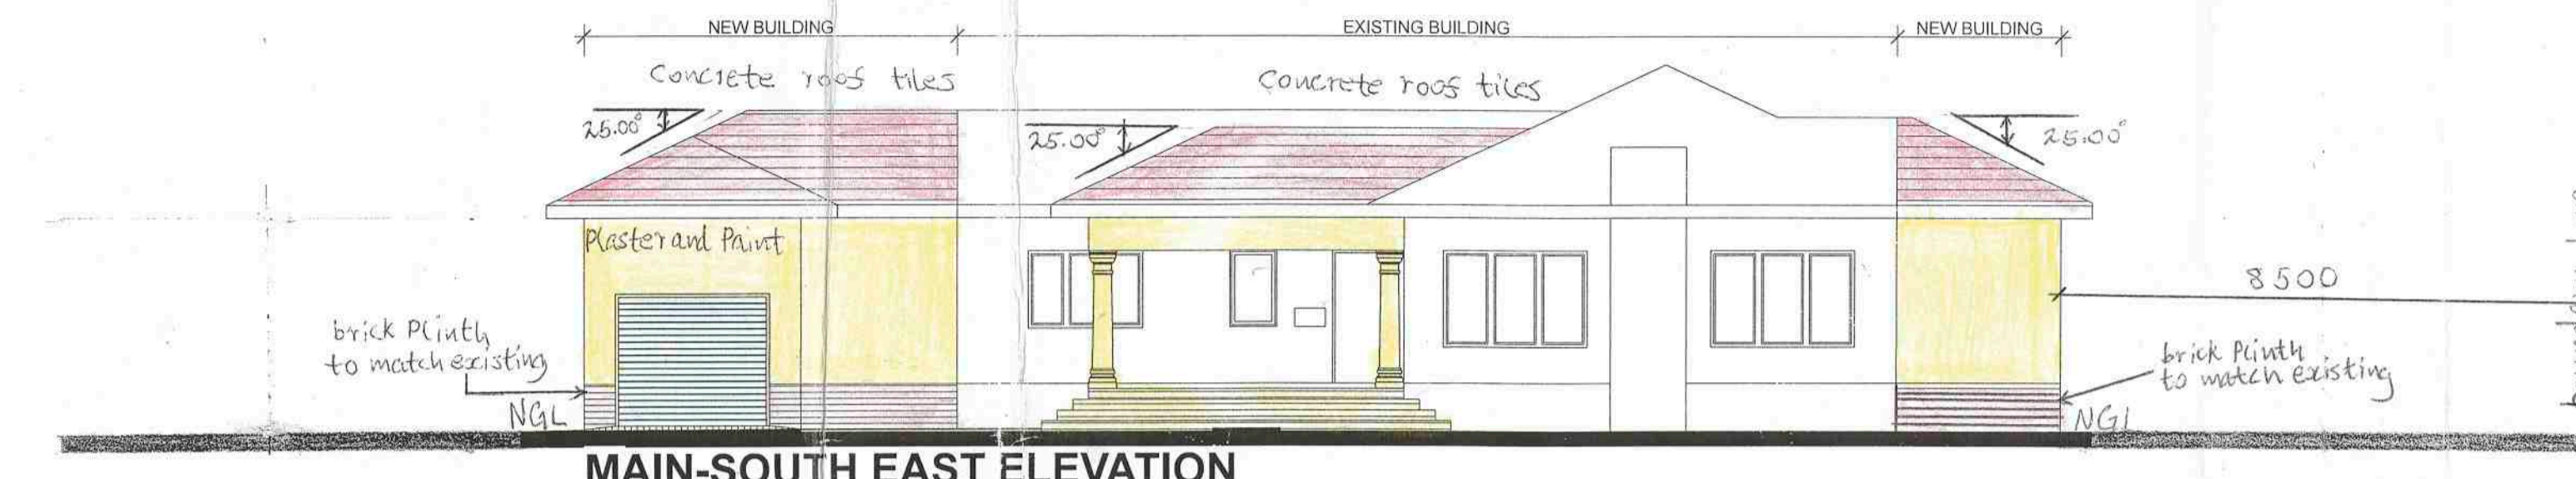 NEW BUILDING
EXISTING BUILDING
NEW BUILDING
Concrete roof tiles
Concrete roof tiles
25.00°
25.00°
25.00°
Plaster and Paint
8500
brick Plinth
to match existing
brick Plinth
to match existing
NGL
NGL
MAIN-SOUTH EAST ELEVATION